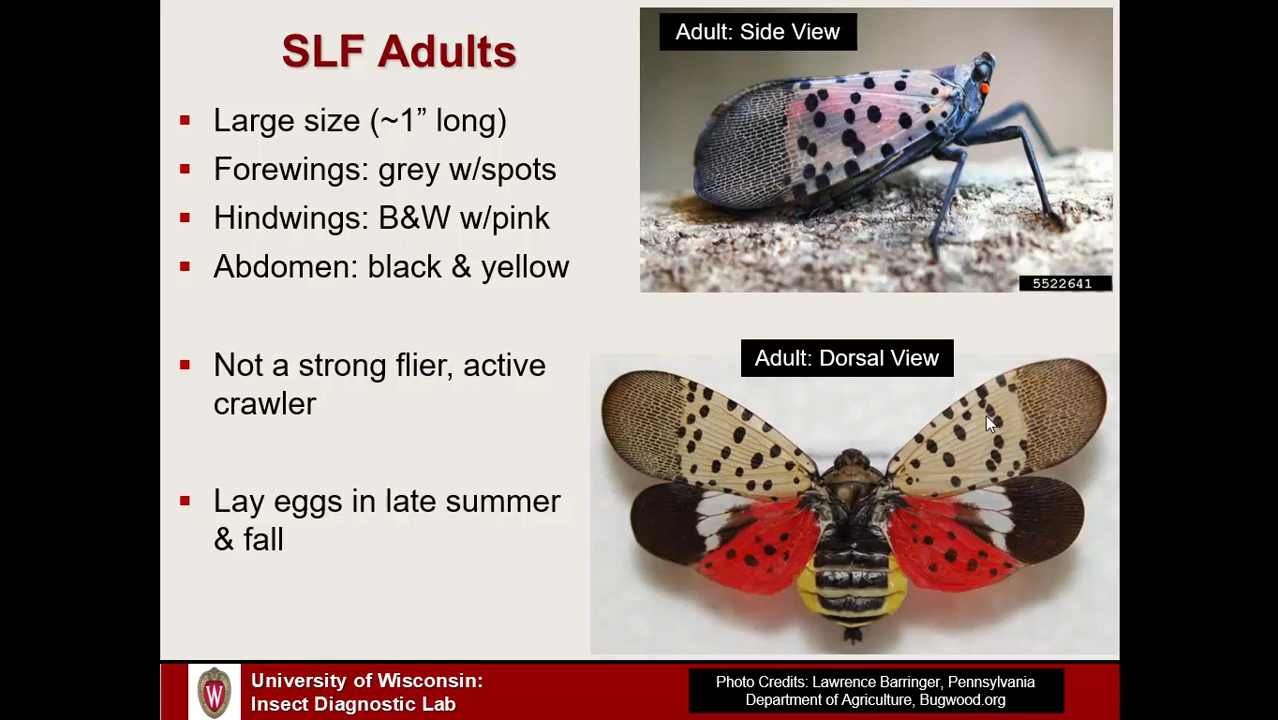 SLF Adults
Large size (~1” long)
Forewings: grey w/spots
Hindwings: B&W w/pink
Abdomen: black & yellow
Not a strong flier, active
crawler
Lay eggs in late summer
& fall
Adult: Side View
5522641
Adult: Dorsal View
W
University of Wisconsin:
Insect Diagnostic Lab
Photo Credits: Lawrence Barringer, Pennsylvania
Department of Agriculture, Bugwood.org